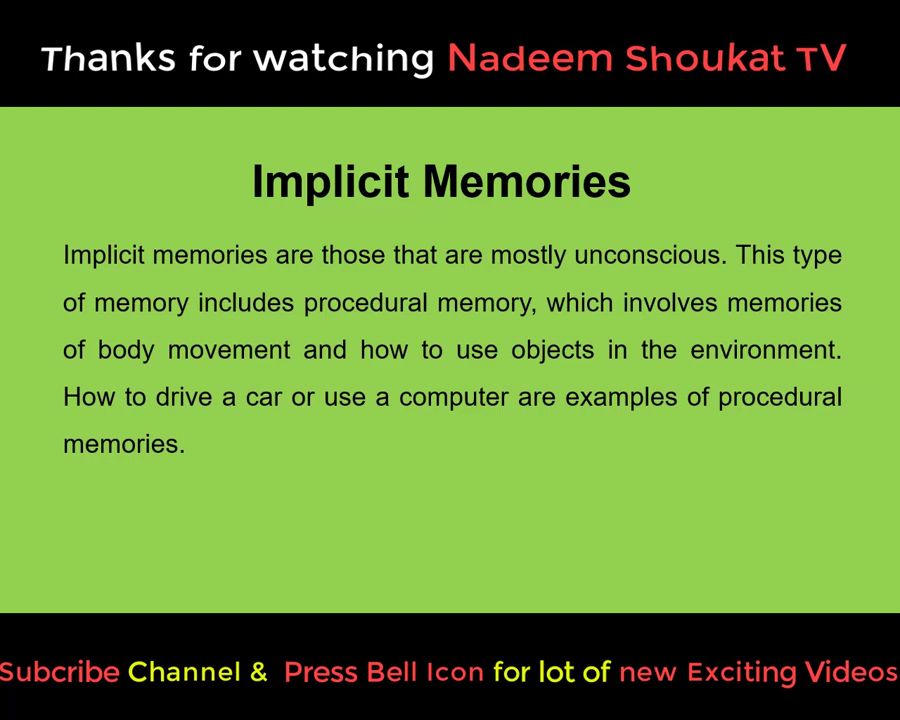 Thanks for watching Nadeem Shoukat TV
Implicit Memories
Implicit memories are those that are mostly unconscious. This type
of memory includes procedural memory, which involves memories
of body movement and how to use objects in the environment.
How to drive a car or use a computer are examples of procedural
memories.
Subcribe Channel & Press Bell Icon for lot of new Exciting Videos